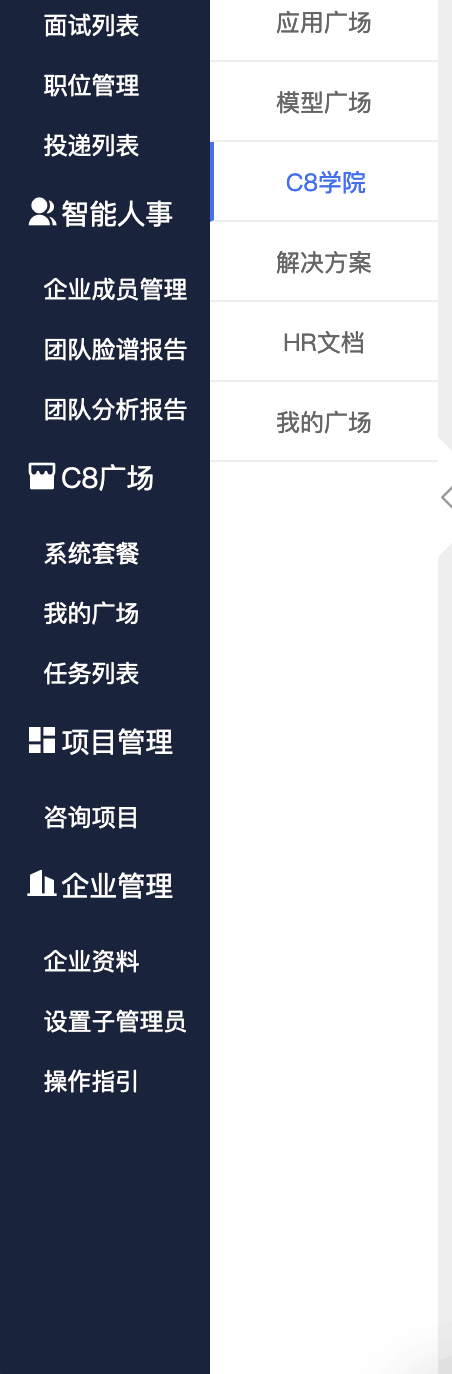 面试列表
职位管理
投递列表
智能人事
企业成员管理
团队脸谱报告
团队分析报告
C8广场
系统套餐
我的广场
任务列表
项目管理
咨询项目
企业管理
企业资料
设置子管理员
操作指引
应用广场
模型广场
C8学院
解决方案
HR文档
我的广场